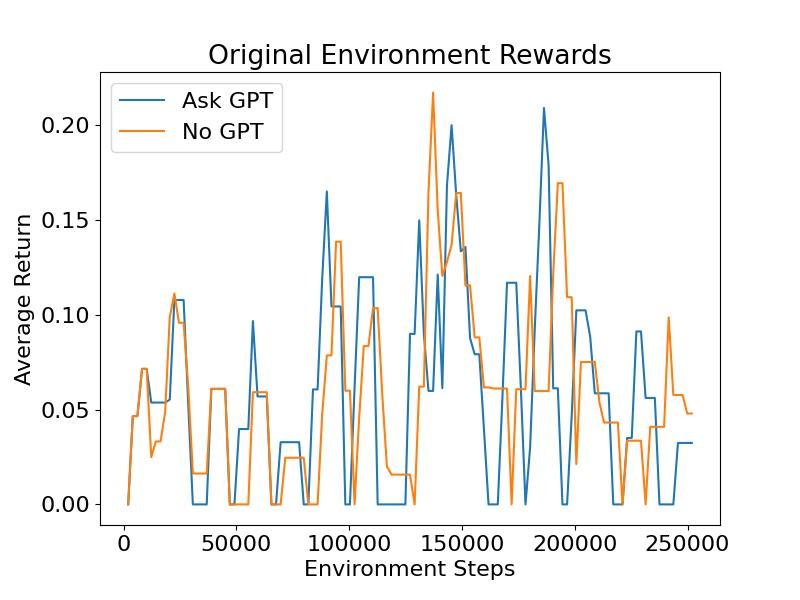 Original Environment Rewards
Ask GPT
No GPT
0.20
0.15
0.10
0.05
0.00
Average Return
0 50000 100000 150000 200000 250000
Environment Steps